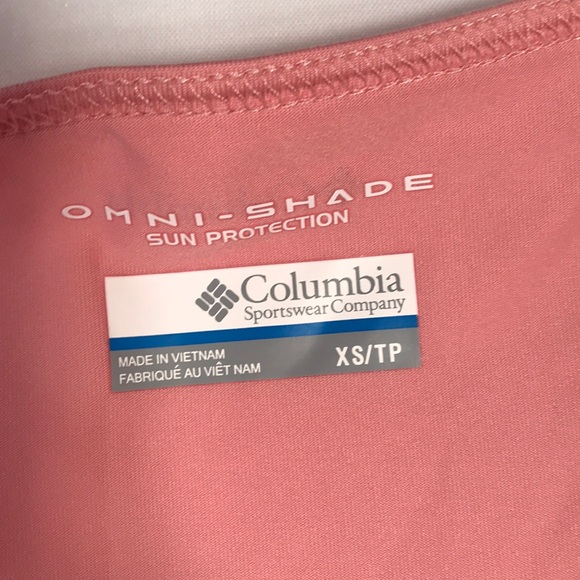 OMNI-SHADE
SUN PROTECTION
Columbia
Sportswear Company
MADE IN VIETNAM
FABRIQUÉ AU VIÊT NAM
XS/TP